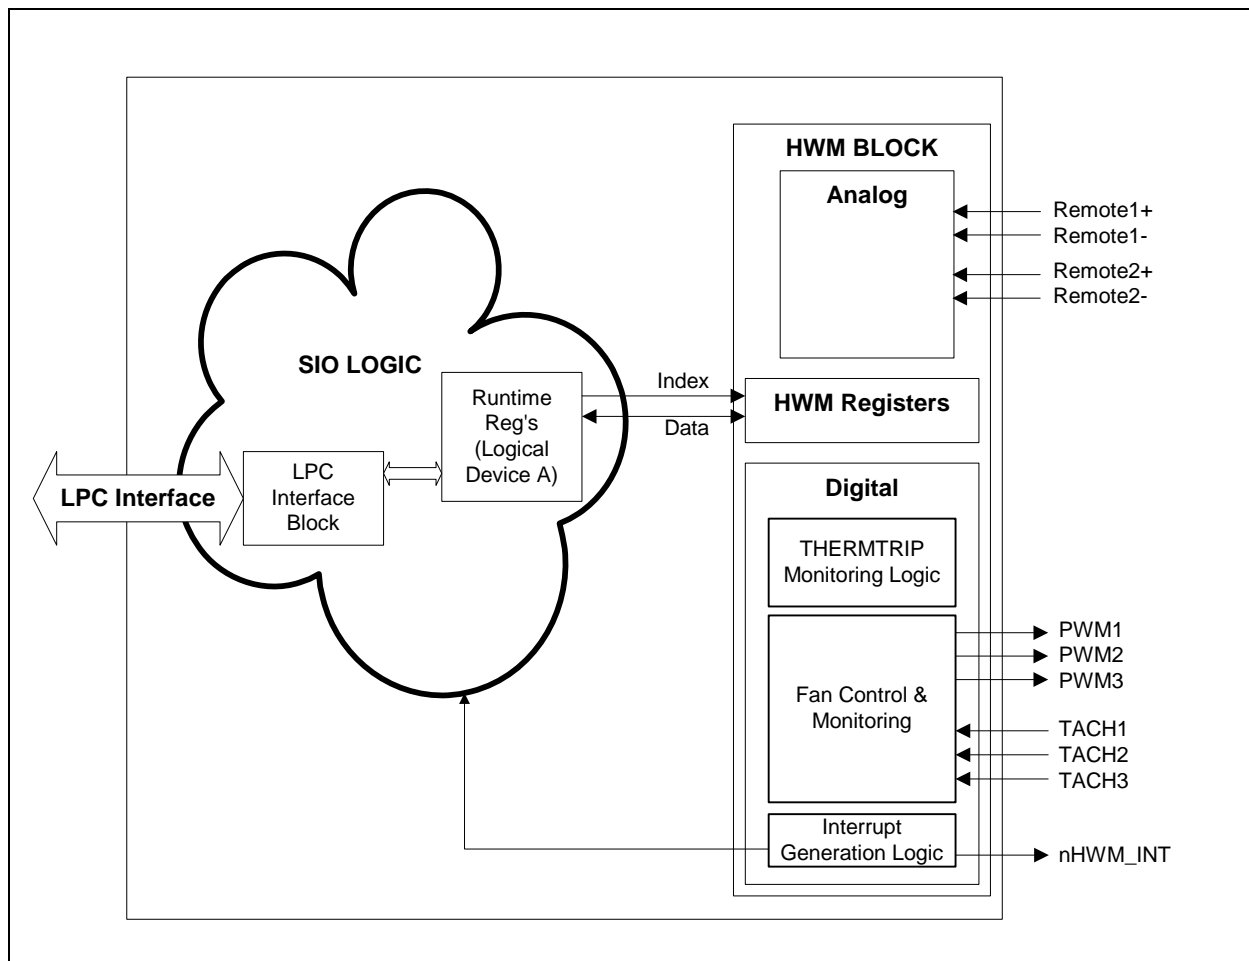 HWM BLOCK
Analog
Remote1+
Remote1-
Remote2+
Remote2-
SIO LOGIC
Runtime
Reg's
(Logical
Device A)
Index
Data
HWM Registers
LPC Interface
LPC
Interface
Block
Digital
THERMTRIP
Monitoring Logic
Fan Control &
Monitoring
PWM1
PWM2
PWM3
TACH1
TACH2
TACH3
Interrupt
Generation Logic
nHWM_INT